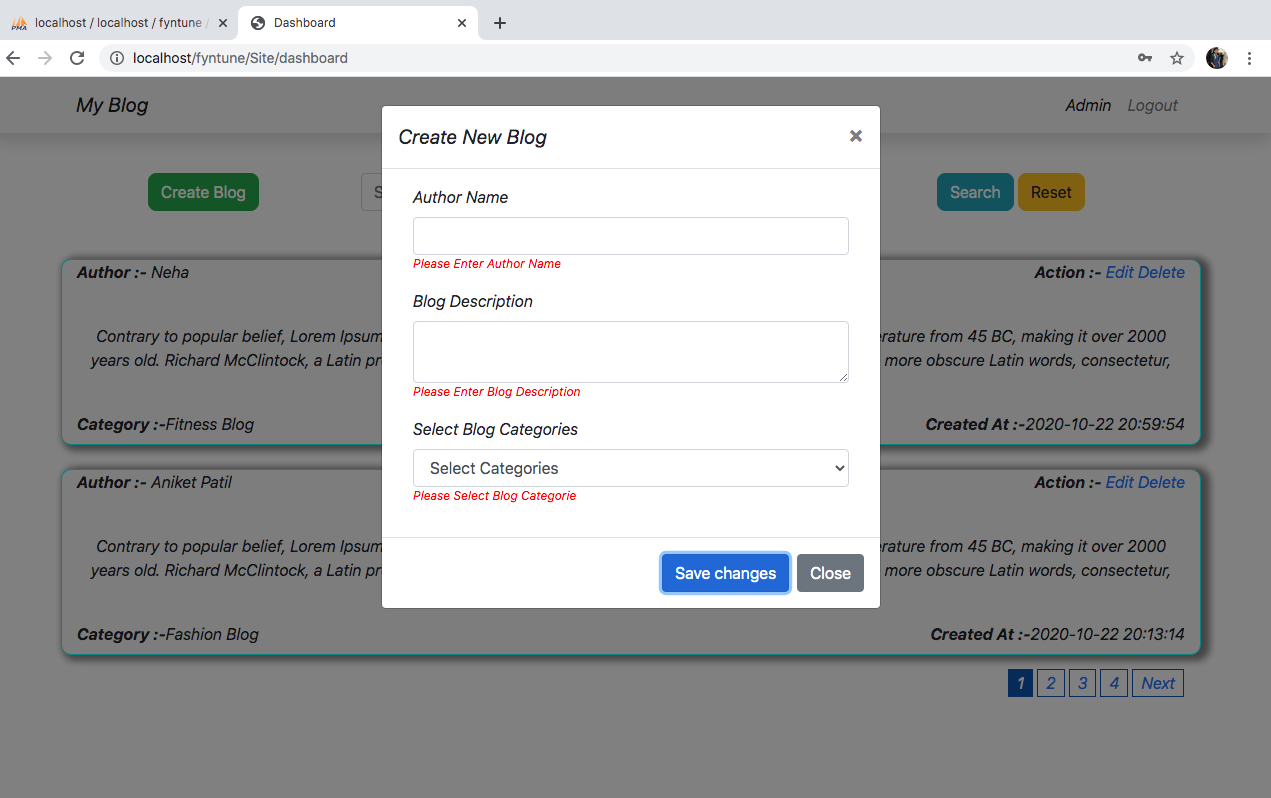 PMA localhost / localhost / fyntune /
Dashboard
localhost/fyntune/Site/dashboard
My Blog
Admin Logout
Create New Blog
×
Create Blog
Search Reset
Author Name
Please Enter Author Name
Author :- Neha
Action :- Edit Delete
Blog Description
Contrary to popular belief, Lorem Ipsum
erature from 45 BC, making it over 2000
years old. Richard McClintock, a Latin
more obscure Latin words, consectetur,
Please Enter Blog Description
Category :-Fitness Blog
Created At :-2020-10-22 20:59:54
Select Blog Categories
Select Categories
Please Select Blog Categorie
Author :- Aniket Patil
Action :- Edit Delete
Contrary to popular belief, Lorem Ipsum
erature from 45 BC, making it over 2000
years old. Richard McClintock, a Latin
more obscure Latin words, consectetur,
Save changes Close
Category :-Fashion Blog
Created At :-2020-10-22 20:13:14
1 2 3 4 Next